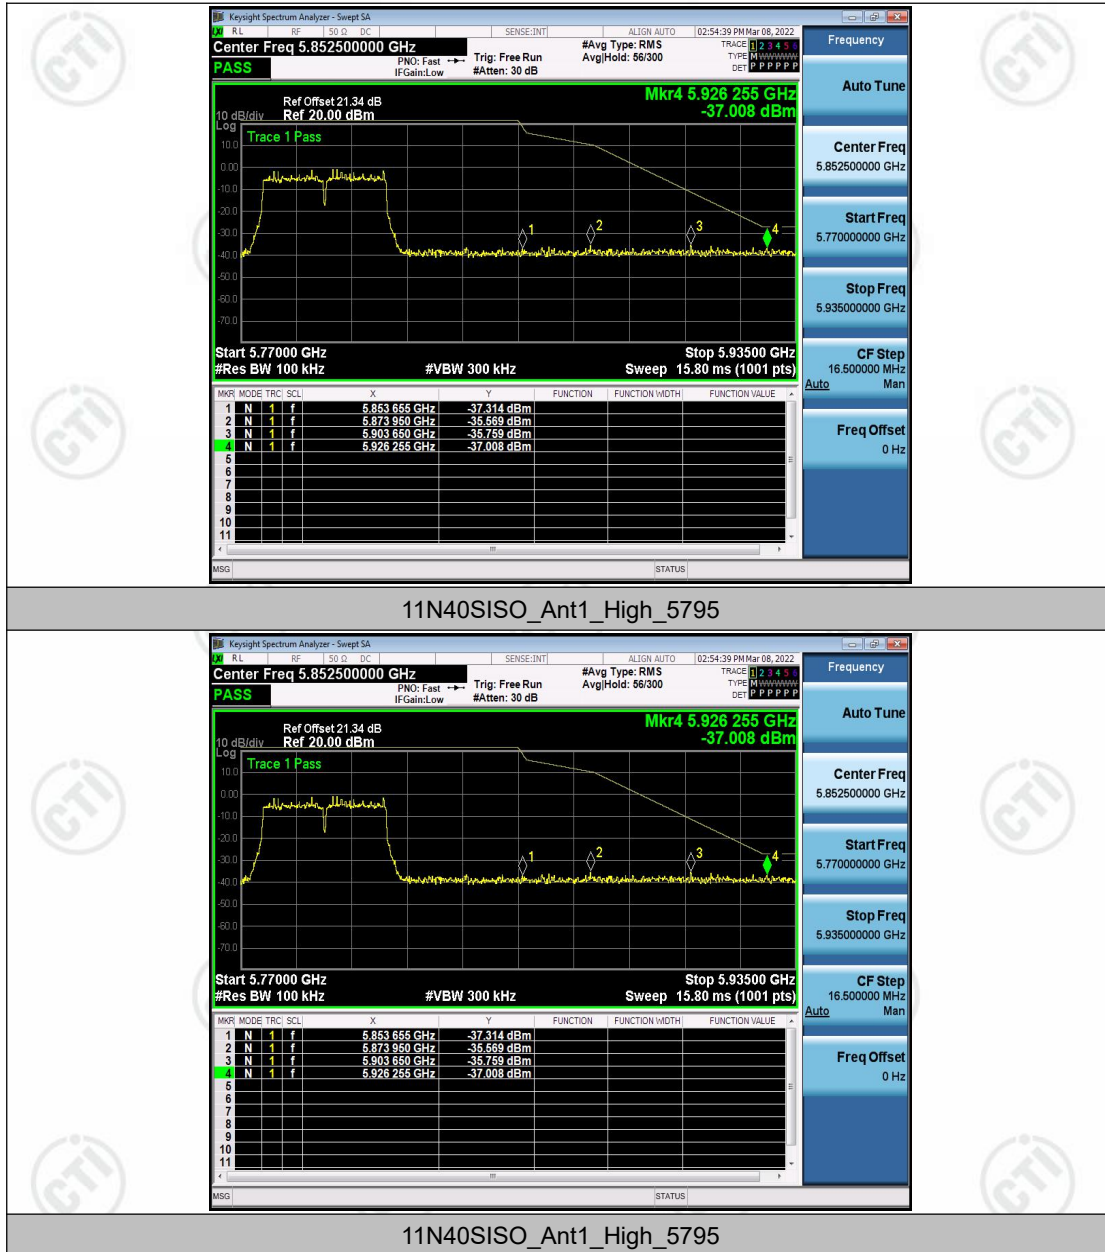 Keysight Spectrum Analyzer - Swept SA
RL RF 50 Ω DC SENSE:INT ALIGN AUTO 02:54:39 PM Mar 08, 2022
Center Freq 5.852500000 GHz #Avg Type: RMS TRACE 1 2 3 4 5 6
PNO: Fast Trig: Free Run Avg|Hold: 56/300 TYPE M WWWWW
PASS IFGain:Low #Atten: 30 dB DET P P P P P P
Frequency
Auto Tune
Center Freq
5.852500000 GHz
Start Freq
5.770000000 GHz
Stop Freq
5.935000000 GHz
CF Step
16.500000 MHz
Auto Man
Freq Offset
0 Hz
Mkr4 5.926 255 GHz
-37.008 dBm
Ref Offset 21.34 dB
10 dB/div Ref 20.00 dBm
Log
Trace 1 Pass
10.0
0.00
-10.0
-20.0
-30.0
-40.0
-50.0
-60.0
-70.0
1 2 3 4
Start 5.77000 GHz Stop 5.93500 GHz
#Res BW 100 kHz #VBW 300 kHz Sweep 15.80 ms (1001 pts)
MKR MODE TRC SCL X Y FUNCTION FUNCTION WIDTH FUNCTION VALUE
1 N 1 f 5.853 655 GHz -37.314 dBm
2 N 1 f 5.873 950 GHz -35.569 dBm
3 N 1 f 5.903 650 GHz -35.759 dBm
4 N 1 f 5.926 255 GHz -37.008 dBm
5
6
7
8
9
10
11
MSG STATUS
11N40SISO_Ant1_High_5795
Keysight Spectrum Analyzer - Swept SA
RL RF 50 Ω DC SENSE:INT ALIGN AUTO 02:54:39 PM Mar 08, 2022
Center Freq 5.852500000 GHz #Avg Type: RMS TRACE 1 2 3 4 5 6
PNO: Fast Trig: Free Run Avg|Hold: 56/300 TYPE M WWWWW
PASS IFGain:Low #Atten: 30 dB DET P P P P P P
Frequency
Auto Tune
Center Freq
5.852500000 GHz
Start Freq
5.770000000 GHz
Stop Freq
5.935000000 GHz
CF Step
16.500000 MHz
Auto Man
Freq Offset
0 Hz
Mkr4 5.926 255 GHz
-37.008 dBm
Ref Offset 21.34 dB
10 dB/div Ref 20.00 dBm
Log
Trace 1 Pass
10.0
0.00
-10.0
-20.0
-30.0
-40.0
-50.0
-60.0
-70.0
1 2 3 4
Start 5.77000 GHz Stop 5.93500 GHz
#Res BW 100 kHz #VBW 300 kHz Sweep 15.80 ms (1001 pts)
MKR MODE TRC SCL X Y FUNCTION FUNCTION WIDTH FUNCTION VALUE
1 N 1 f 5.853 655 GHz -37.314 dBm
2 N 1 f 5.873 950 GHz -35.569 dBm
3 N 1 f 5.903 650 GHz -35.759 dBm
4 N 1 f 5.926 255 GHz -37.008 dBm
5
6
7
8
9
10
11
MSG STATUS
11N40SISO_Ant1_High_5795
CTI
CTI
CTI
CTI
CTI
CTI
CTI
CTI